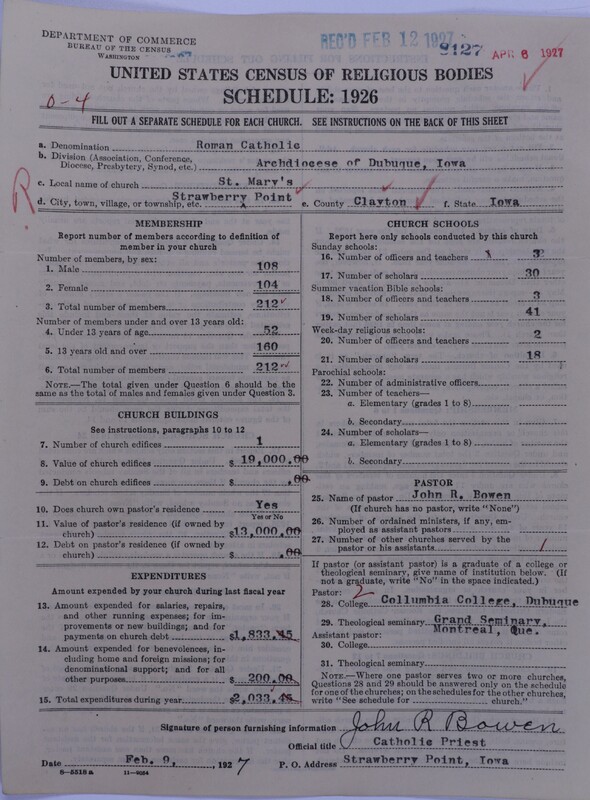 DEPARTMENT OF COMMERCE
BUREAU OF THE CENSUS
WASHINGTON
REC'D FEB 12 1927
8127 APR 6 1927
UNITED STATES CENSUS OF RELIGIOUS BODIES
SCHEDULE: 1926
0-4
FILL OUT A SEPARATE SCHEDULE FOR EACH CHURCH. SEE INSTRUCTIONS ON THE BACK OF THIS SHEET
a. Denomination Roman Catholic
b. Division (Association, Conference, Diocese, Presbytery, Synod, etc.) Archdiocese of Dubuque, Iowa
R
c. Local name of church St. Mary's
d. City, town, village, or township, etc. Strawberry Point e. County Clayton f. State Iowa
MEMBERSHIP
Report number of members according to definition of
member in your church
Number of members, by sex:
1. Male 108
2. Female 104
3. Total number of members 212
Number of members under and over 13 years old:
4. Under 13 years of age 52
5. 13 years old and over 160
6. Total number of members 212
NOTE.—The total given under Question 6 should be the
same as the total of males and females given under Question 3.
CHURCH BUILDINGS
See instructions, paragraphs 10 to 12
7. Number of church edifices 1
8. Value of church edifices $ 19,000.00
9. Debt on church edifices $ .00
10. Does church own pastor's residence? Yes
Yes or No
11. Value of pastor's residence (if owned by
church) $13,000.00
12. Debt on pastor's residence (if owned by
church) $ .00
EXPENDITURES
Amount expended by your church during last fiscal year
13. Amount expended for salaries, repairs,
and other running expenses; for im-
provements or new buildings; and for
payments on church debt $1,833.45
14. Amount expended for benevolences, in-
cluding home and foreign missions; for
denominational support; and for all
other purposes $ 200.00
15. Total expenditures during year $2,033.45
CHURCH SCHOOLS
Report here only schools conducted by this church
Sunday schools:
16. Number of officers and teachers 3
17. Number of scholars 30
Summer vacation Bible schools:
18. Number of officers and teachers 3
19. Number of scholars 41
Week-day religious schools:
20. Number of officers and teachers 2
21. Number of scholars 18
Parochial schools:
22. Number of administrative officers
23. Number of teachers—
a. Elementary (grades 1 to 8)
b. Secondary
24. Number of scholars—
a. Elementary (grades 1 to 8)
b. Secondary
PASTOR
25. Name of pastor John R. Bowen
(If church has no pastor, write "None")
26. Number of ordained ministers, if any, em-
ployed as assistant pastors
27. Number of other churches served by the
pastor or his assistants 1
If pastor (or assistant pastor) is a graduate of a college or
theological seminary, give name of institution below. (If
not a graduate, write "No" in the space indicated.)
Pastor: 2
28. College Collumbia College, Dubuque
29. Theological seminary Grand Seminary,
Montreal, Que.
Assistant pastor:
30. College
31. Theological seminary
NOTE.—Where one pastor serves two or more churches,
Questions 28 and 29 should be answered only on the schedule
for one of the churches; on the schedules for the other churches,
write "See schedule for church."
Signature of person furnishing information John R Bowen
Official title Catholic Priest
Date Feb. 9, 1927 P. O. Address Strawberry Point, Iowa
8-5518a 11-9084